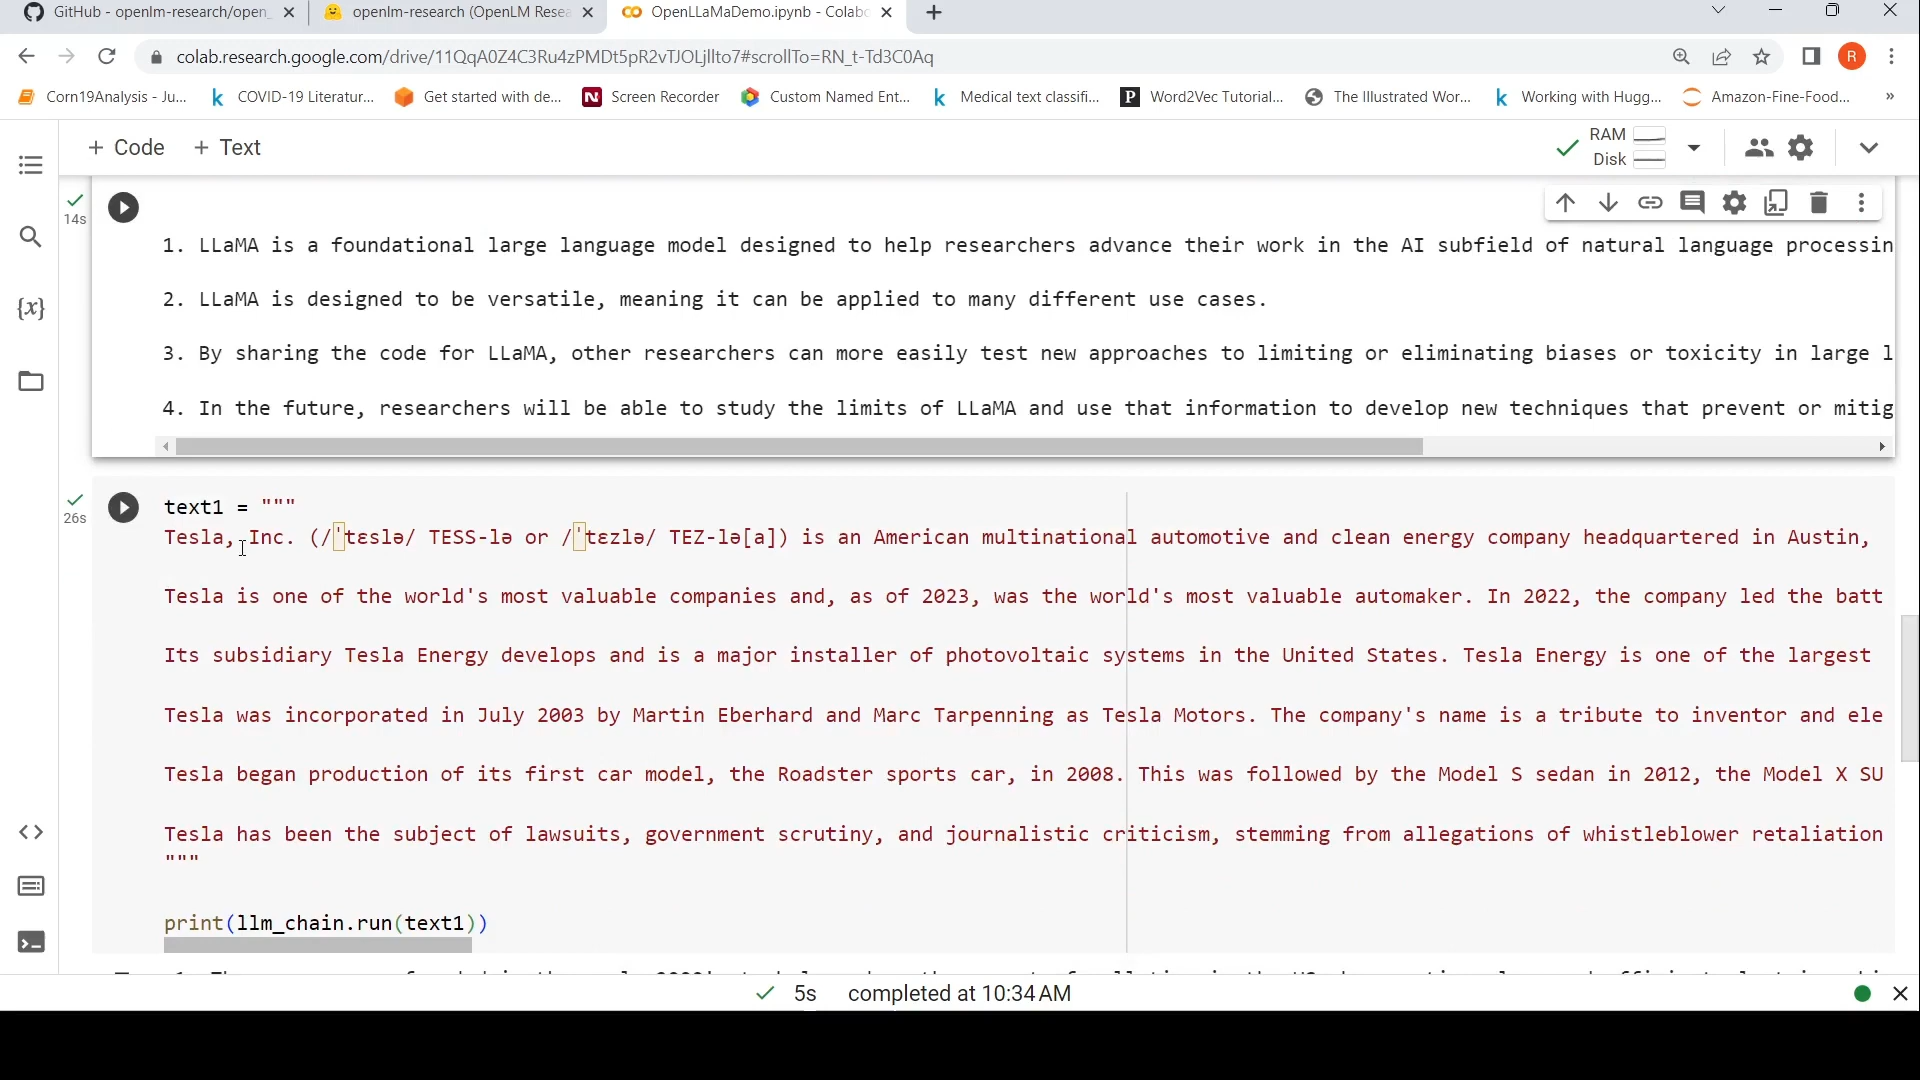 GitHub - openlm-research/open_
openlm-research (OpenLM Resea
OpenLLaMaDemo.ipynb - Colabo
colab.research.google.com/drive/11QqA0Z4C3Ru4zPMDt5pR2vTJOLjllto7#scrollTo=RN_t-Td3C0Aq
R
Corn19Analysis - Ju...
COVID-19 Literatur...
Get started with de...
Screen Recorder
Custom Named Ent...
Medical text classifi...
Word2Vec Tutorial...
The Illustrated Wor...
Working with Hugg...
Amazon-Fine-Food...
+ Code
+ Text
RAM
Disk
14s
1. LLaMA is a foundational large language model designed to help researchers advance their work in the AI subfield of natural language processin
2. LLaMA is designed to be versatile, meaning it can be applied to many different use cases.
3. By sharing the code for LLaMA, other researchers can more easily test new approaches to limiting or eliminating biases or toxicity in large l
4. In the future, researchers will be able to study the limits of LLaMA and use that information to develop new techniques that prevent or mitig
26s
text1 = """
Tesla, Inc. (/ˈtɛslə/ TESS-lə or /ˈtɛzlə/ TEZ-lə[a]) is an American multinational automotive and clean energy company headquartered in Austin,
Tesla is one of the world's most valuable companies and, as of 2023, was the world's most valuable automaker. In 2022, the company led the batt
Its subsidiary Tesla Energy develops and is a major installer of photovoltaic systems in the United States. Tesla Energy is one of the largest
Tesla was incorporated in July 2003 by Martin Eberhard and Marc Tarpenning as Tesla Motors. The company's name is a tribute to inventor and ele
Tesla began production of its first car model, the Roadster sports car, in 2008. This was followed by the Model S sedan in 2012, the Model X SU
Tesla has been the subject of lawsuits, government scrutiny, and journalistic criticism, stemming from allegations of whistleblower retaliation
"""
print(llm_chain.run(text1))
5s completed at 10:34 AM